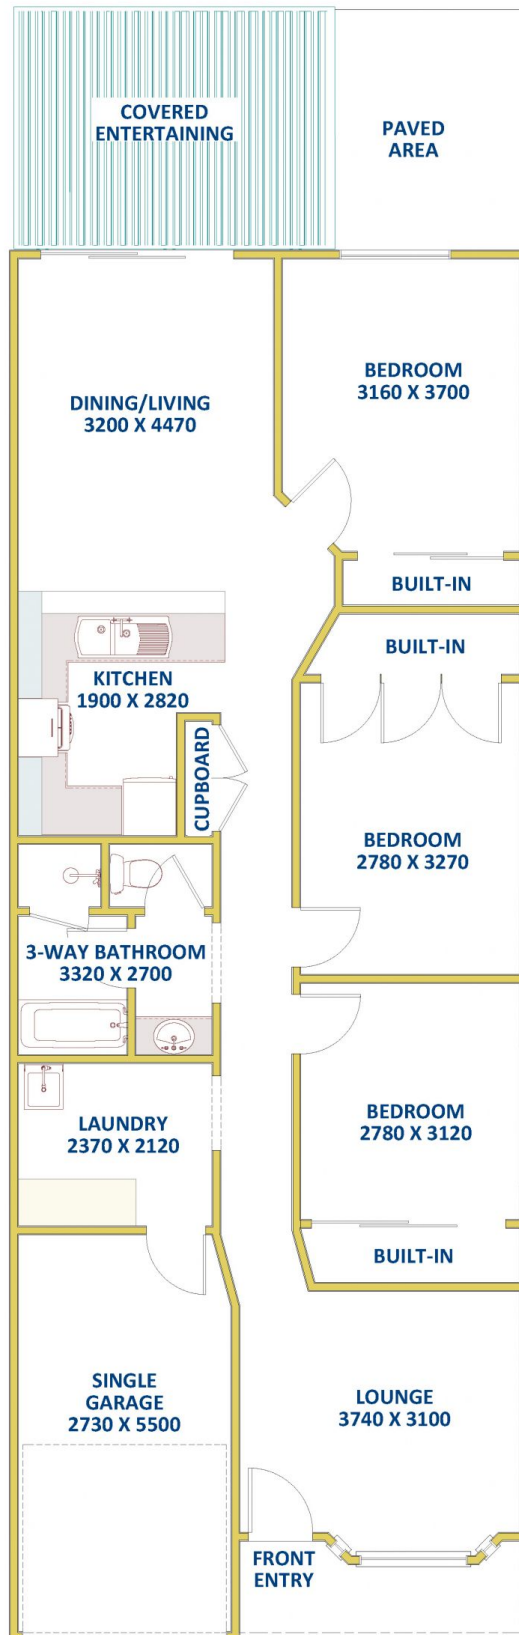 COVERED
ENTERTAINING
PAVED
AREA
BEDROOM
3160 X 3700
DINING/LIVING
3200 X 4470
BUILT-IN
BUILT-IN
KITCHEN
1900 X 2820
CUPBOARD
BEDROOM
2780 X 3270
3-WAY BATHROOM
3320 X 2700
BEDROOM
2780 X 3120
LAUNDRY
2370 X 2120
BUILT-IN
SINGLE
GARAGE
2730 X 5500
LOUNGE
3740 X 3100
FRONT
ENTRY